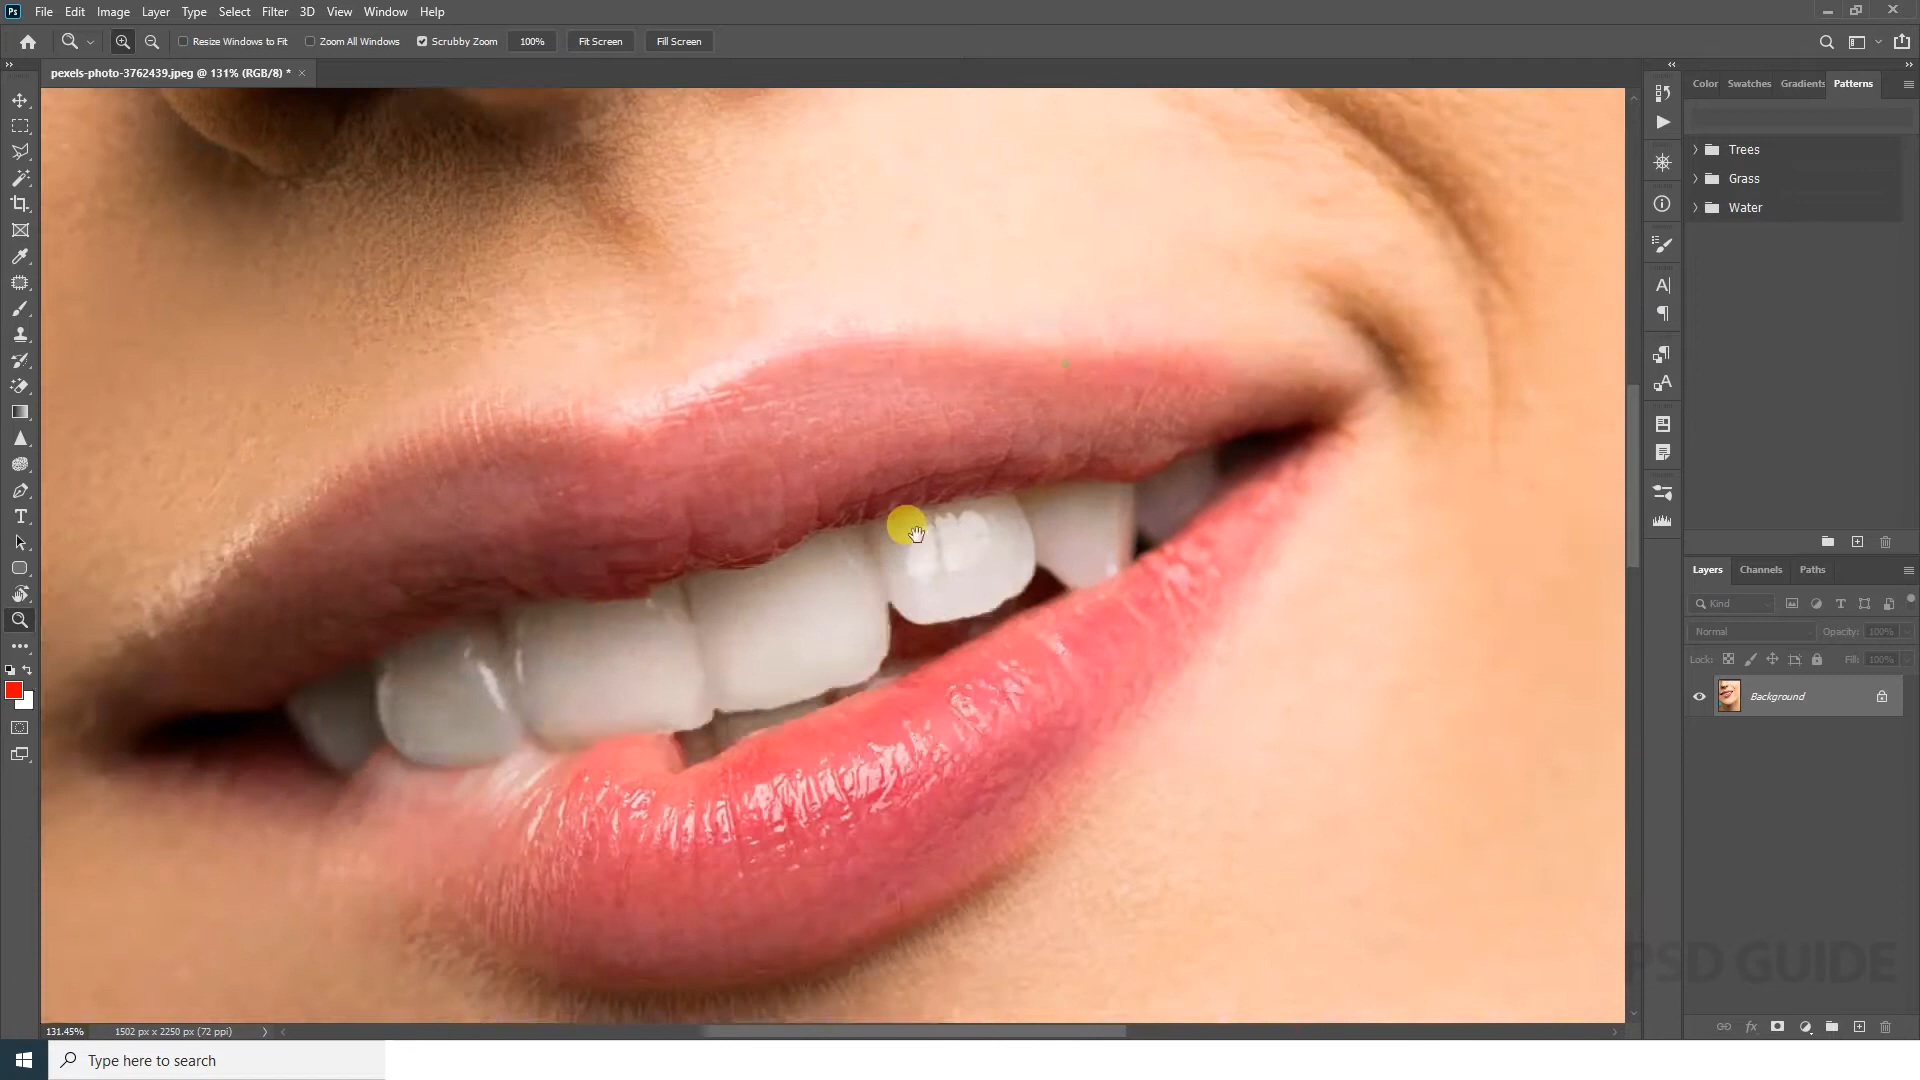 Ps File Edit Image Layer Type Select Filter 3D View Window Help
Resize Windows to Fit Zoom All Windows Scrubby Zoom 100% Fit Screen Fill Screen
pexels-photo-3762439.jpeg @ 131% (RGB/8) * ×
Color Swatches Gradients Patterns
Trees
Grass
Water
Layers Channels Paths
Kind
Normal Opacity: 100%
Lock: Fill: 100%
Background
PSD GUIDE
131.45% 1502 px x 2250 px (72 ppi)
Type here to search